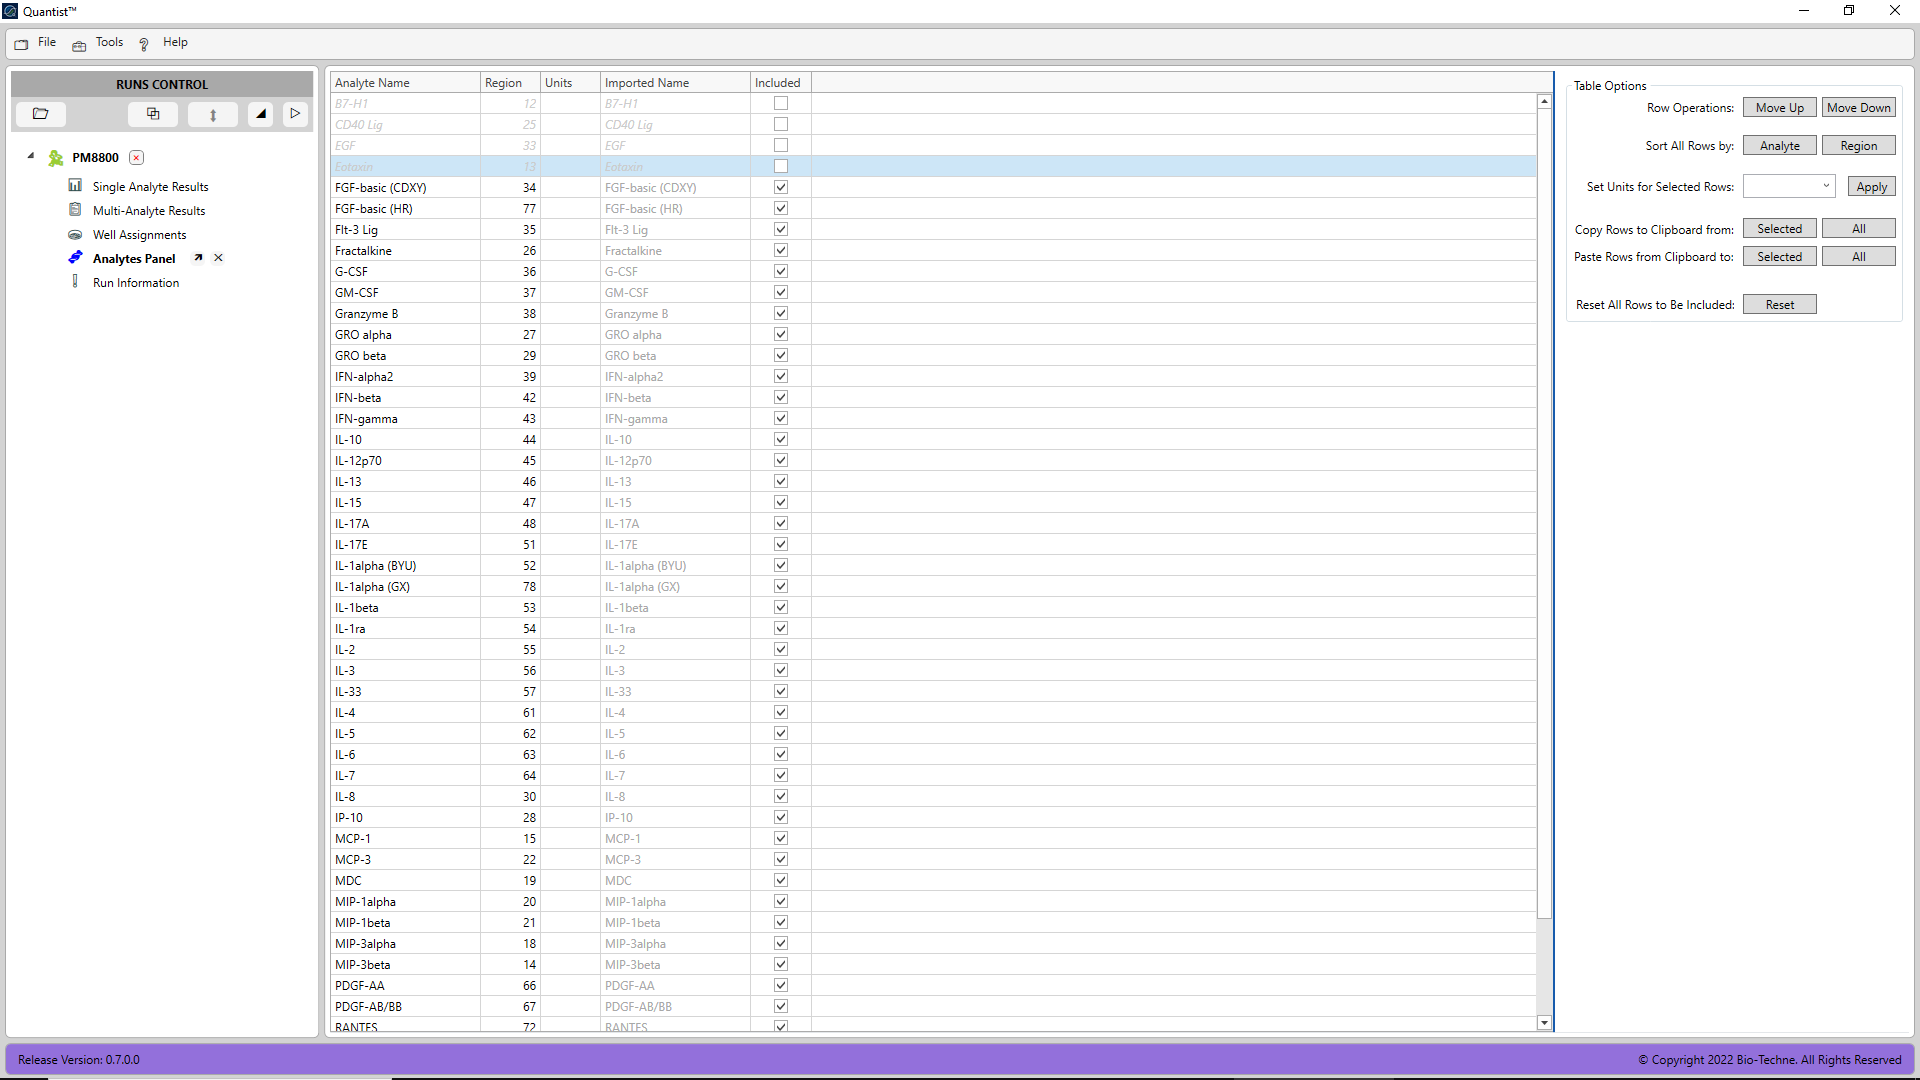 Quantist™
File Tools Help
RUNS CONTROL
PM8800
Single Analyte Results
Multi-Analyte Results
Well Assignments
Analytes Panel
Run Information
Analyte Name Region Units Imported Name Included
B7-H1 12 B7-H1
CD40 Lig 25 CD40 Lig
EGF 33 EGF
Eotaxin 13 Eotaxin
FGF-basic (CDXY) 34 FGF-basic (CDXY)
FGF-basic (HR) 77 FGF-basic (HR)
Flt-3 Lig 35 Flt-3 Lig
Fractalkine 26 Fractalkine
G-CSF 36 G-CSF
GM-CSF 37 GM-CSF
Granzyme B 38 Granzyme B
GRO alpha 27 GRO alpha
GRO beta 29 GRO beta
IFN-alpha2 39 IFN-alpha2
IFN-beta 42 IFN-beta
IFN-gamma 43 IFN-gamma
IL-10 44 IL-10
IL-12p70 45 IL-12p70
IL-13 46 IL-13
IL-15 47 IL-15
IL-17A 48 IL-17A
IL-17E 51 IL-17E
IL-1alpha (BYU) 52 IL-1alpha (BYU)
IL-1alpha (GX) 78 IL-1alpha (GX)
IL-1beta 53 IL-1beta
IL-1ra 54 IL-1ra
IL-2 55 IL-2
IL-3 56 IL-3
IL-33 57 IL-33
IL-4 61 IL-4
IL-5 62 IL-5
IL-6 63 IL-6
IL-7 64 IL-7
IL-8 30 IL-8
IP-10 28 IP-10
MCP-1 15 MCP-1
MCP-3 22 MCP-3
MDC 19 MDC
MIP-1alpha 20 MIP-1alpha
MIP-1beta 21 MIP-1beta
MIP-3alpha 18 MIP-3alpha
MIP-3beta 14 MIP-3beta
PDGF-AA 66 PDGF-AA
PDGF-AB/BB 67 PDGF-AB/BB
RANTES 72 RANTES
Table Options
Row Operations: Move Up Move Down
Sort All Rows by: Analyte Region
Set Units for Selected Rows: Apply
Copy Rows to Clipboard from: Selected All
Paste Rows from Clipboard to: Selected All
Reset All Rows to Be Included: Reset
Release Version: 0.7.0.0
© Copyright 2022 Bio-Techne. All Rights Reserved